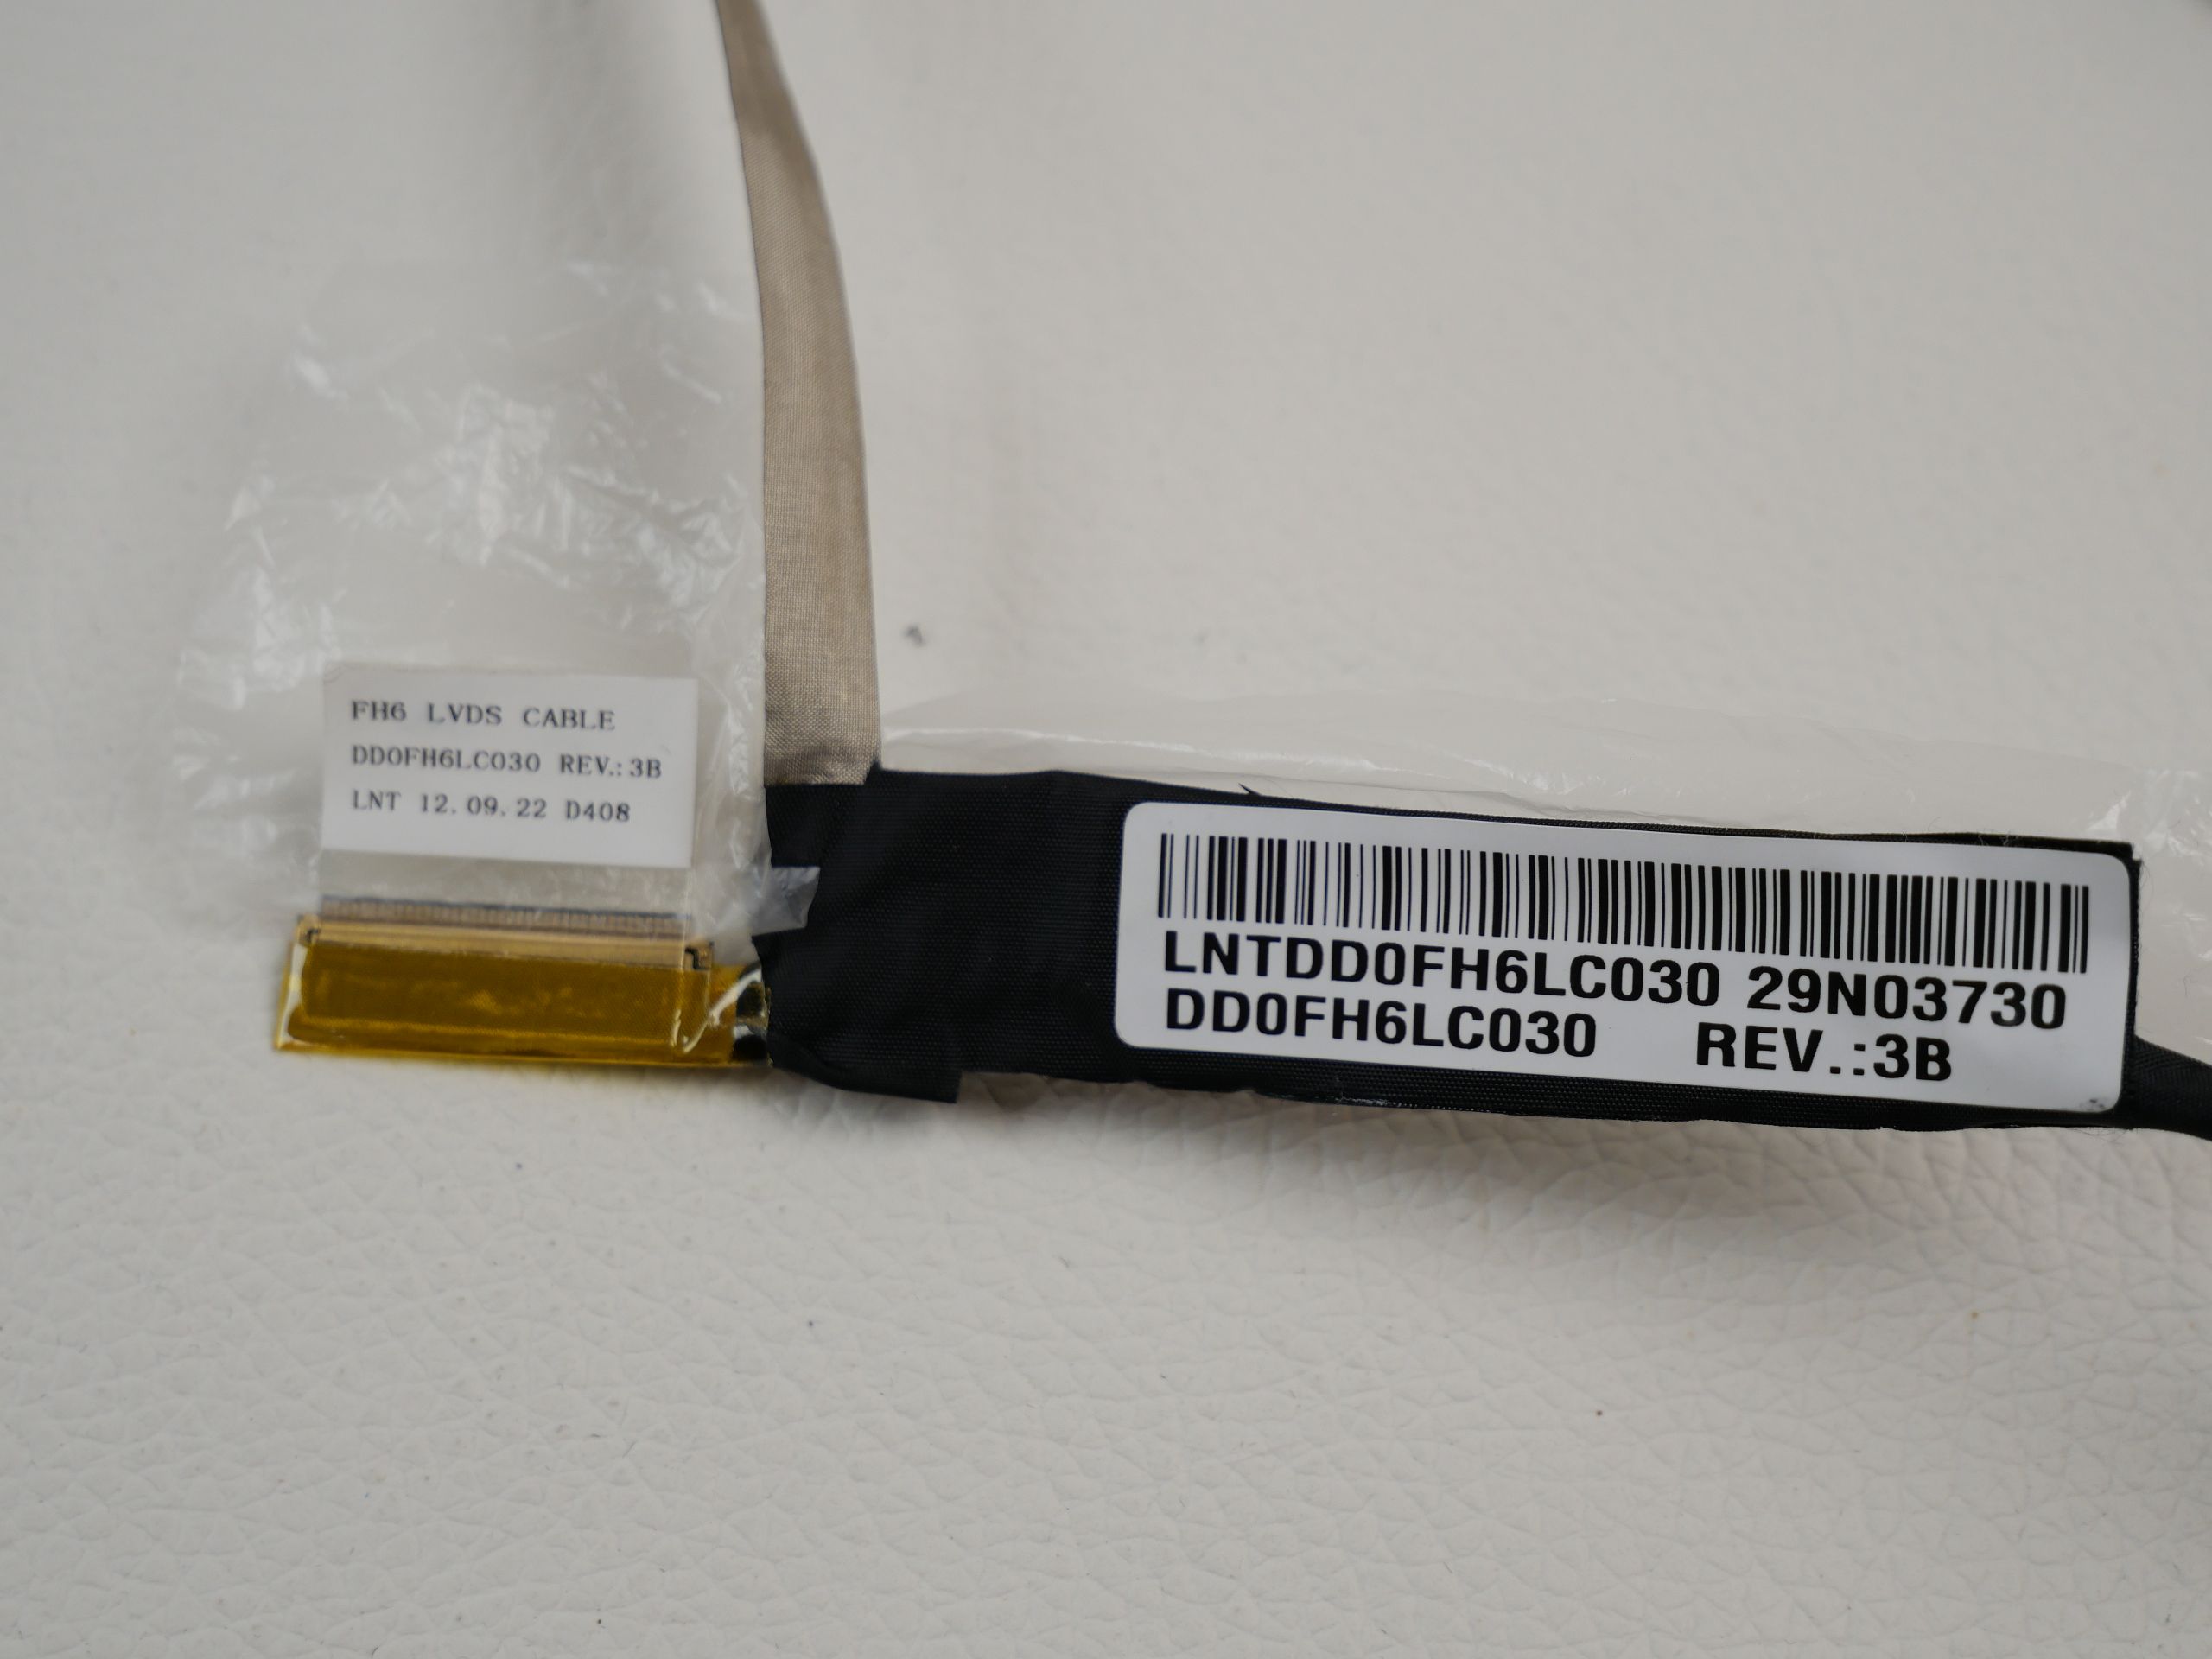 FH6 LVDS CABLE
DD0FH6LC030 REV.:3B
LNT 12.09.22 D408
LNTDD0FH6LC030 29N03730
DD0FH6LC030 REV.:3B